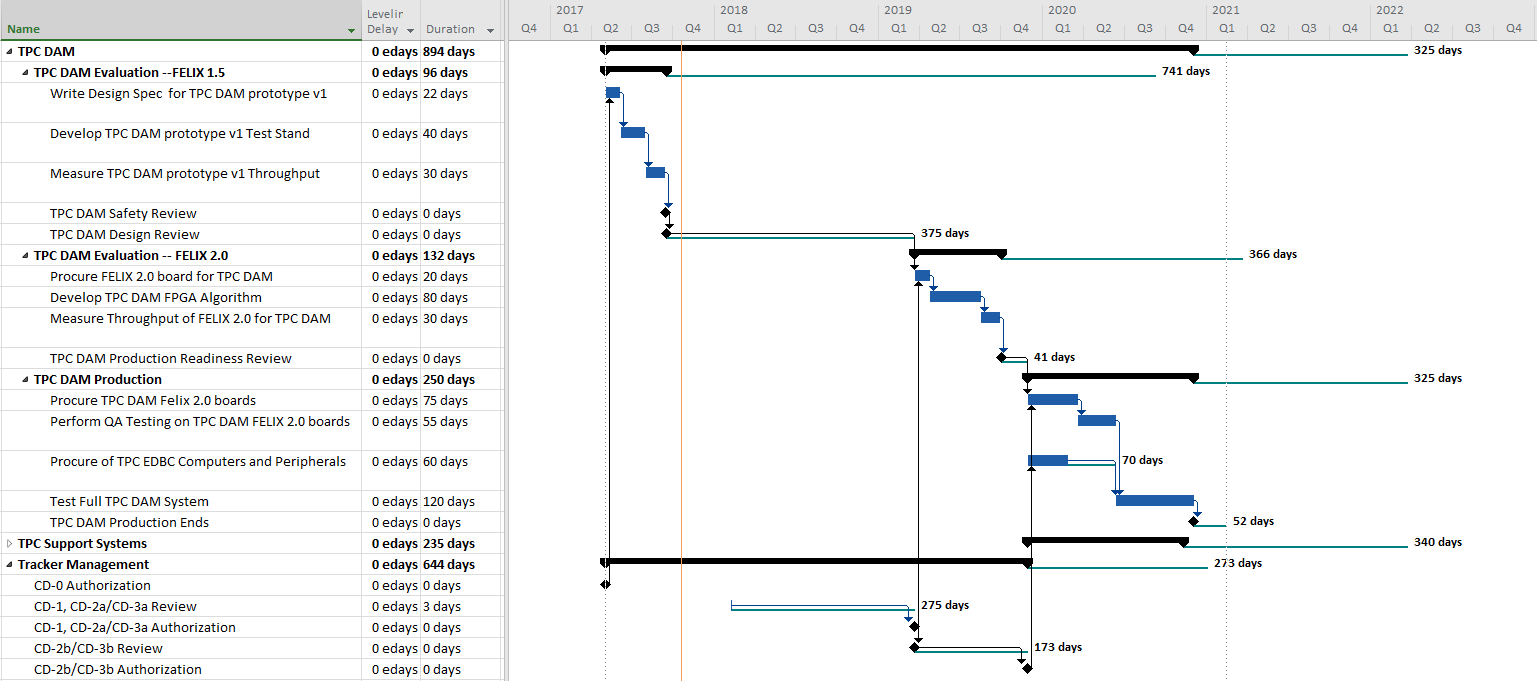 2017 2018 2019 2020 2021 2022
Levelir
Name Delay Duration Q4 Q1 Q2 Q3 Q4 Q1 Q2 Q3 Q4 Q1 Q2 Q3 Q4 Q1 Q2 Q3 Q4 Q1 Q2 Q3 Q4 Q1 Q2 Q3 Q4
TPC DAM 0 edays 894 days 325 days
TPC DAM Evaluation --FELIX 1.5 0 edays 96 days 741 days
Write Design Spec for TPC DAM prototype v1 0 edays 22 days
Develop TPC DAM prototype v1 Test Stand 0 edays 40 days
Measure TPC DAM prototype v1 Throughput 0 edays 30 days
TPC DAM Safety Review 0 edays 0 days
TPC DAM Design Review 0 edays 0 days 375 days
TPC DAM Evaluation -- FELIX 2.0 0 edays 132 days 366 days
Procure FELIX 2.0 board for TPC DAM 0 edays 20 days
Develop TPC DAM FPGA Algorithm 0 edays 80 days
Measure Throughput of FELIX 2.0 for TPC DAM 0 edays 30 days
TPC DAM Production Readiness Review 0 edays 0 days 41 days
TPC DAM Production 0 edays 250 days 325 days
Procure TPC DAM Felix 2.0 boards 0 edays 75 days
Perform QA Testing on TPC DAM FELIX 2.0 boards 0 edays 55 days
Procure of TPC EDBC Computers and Peripherals 0 edays 60 days 70 days
Test Full TPC DAM System 0 edays 120 days
TPC DAM Production Ends 0 edays 0 days 52 days
TPC Support Systems 0 edays 235 days 340 days
Tracker Management 0 edays 644 days 273 days
CD-0 Authorization 0 edays 0 days
CD-1, CD-2a/CD-3a Review 0 edays 3 days 275 days
CD-1, CD-2a/CD-3a Authorization 0 edays 0 days
CD-2b/CD-3b Review 0 edays 0 days 173 days
CD-2b/CD-3b Authorization 0 edays 0 days